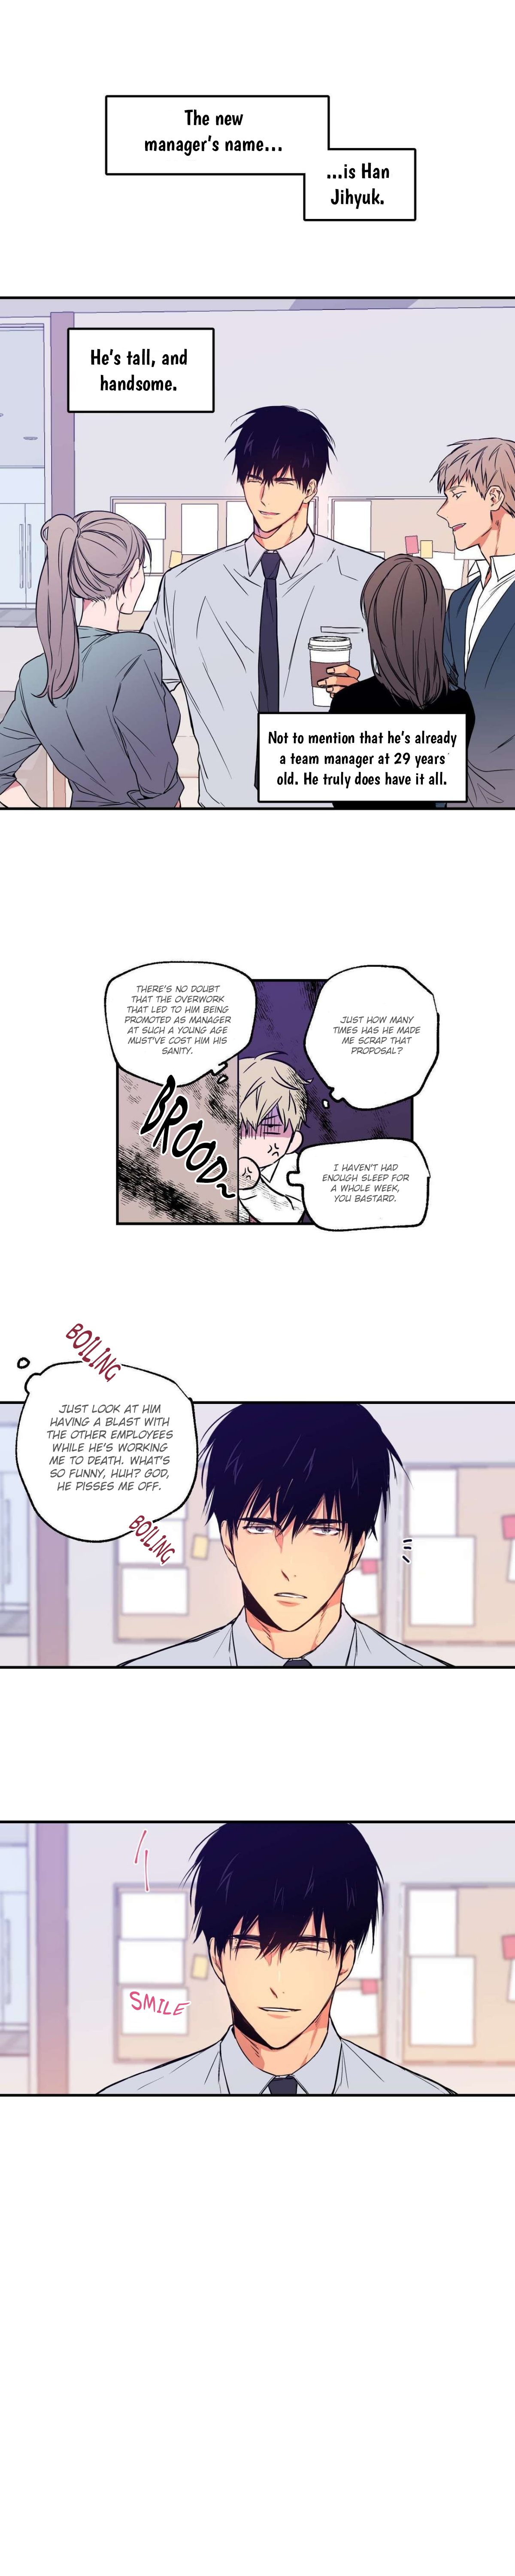 The new
manager's name...
...is Han
Jihyuk.
He's tall, and
handsome.
Not to mention that he's already
a team manager at 29 years
old. He truly does have it all.
THERE'S NO DOUBT
THAT THE OVERWORK
THAT LED TO HIM BEING
PROMOTED AS MANAGER
AT SUCH A YOUNG AGE
MUST'VE COST HIM HIS
SANITY.
JUST HOW MANY
TIMES HAS HE MADE
ME SCRAP THAT
PROPOSAL?
BROOD~
I HAVEN'T HAD
ENOUGH SLEEP FOR
A WHOLE WEEK,
YOU BASTARD.
BOILING
JUST LOOK AT HIM
HAVING A BLAST WITH
THE OTHER EMPLOYEES
WHILE HE'S WORKING
ME TO DEATH. WHAT'S
SO FUNNY, HUH? GOD,
HE PISSES ME OFF.
BOILING
SMILE